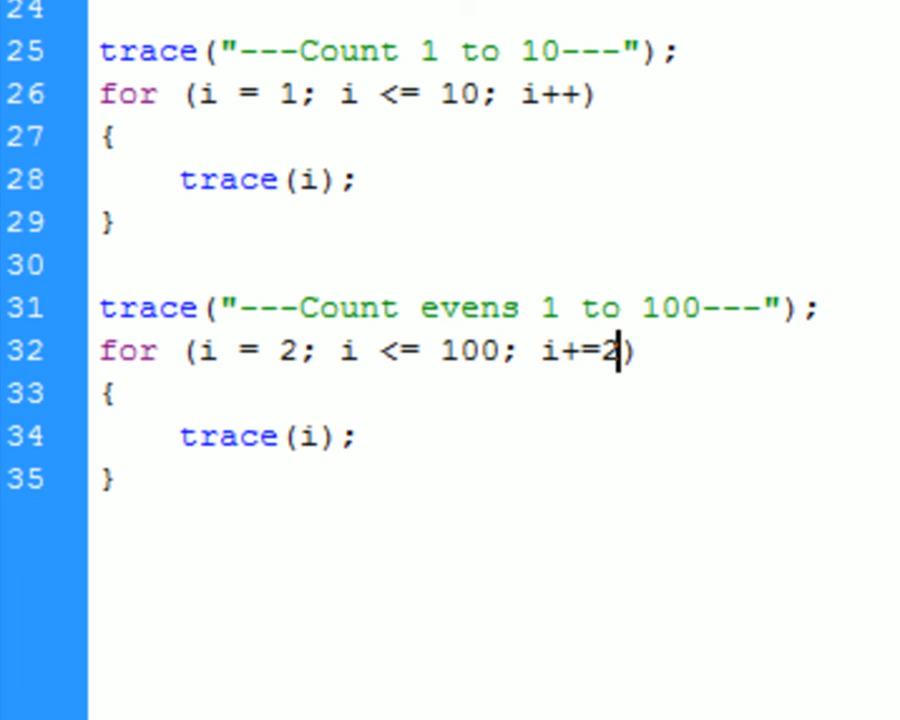 24
25 trace("---Count 1 to 10---");
26 for (i = 1; i <= 10; i++)
27 {
28     trace(i);
29 }
30
31 trace("---Count evens 1 to 100---");
32 for (i = 2; i <= 100; i+=2)
33 {
34     trace(i);
35 }